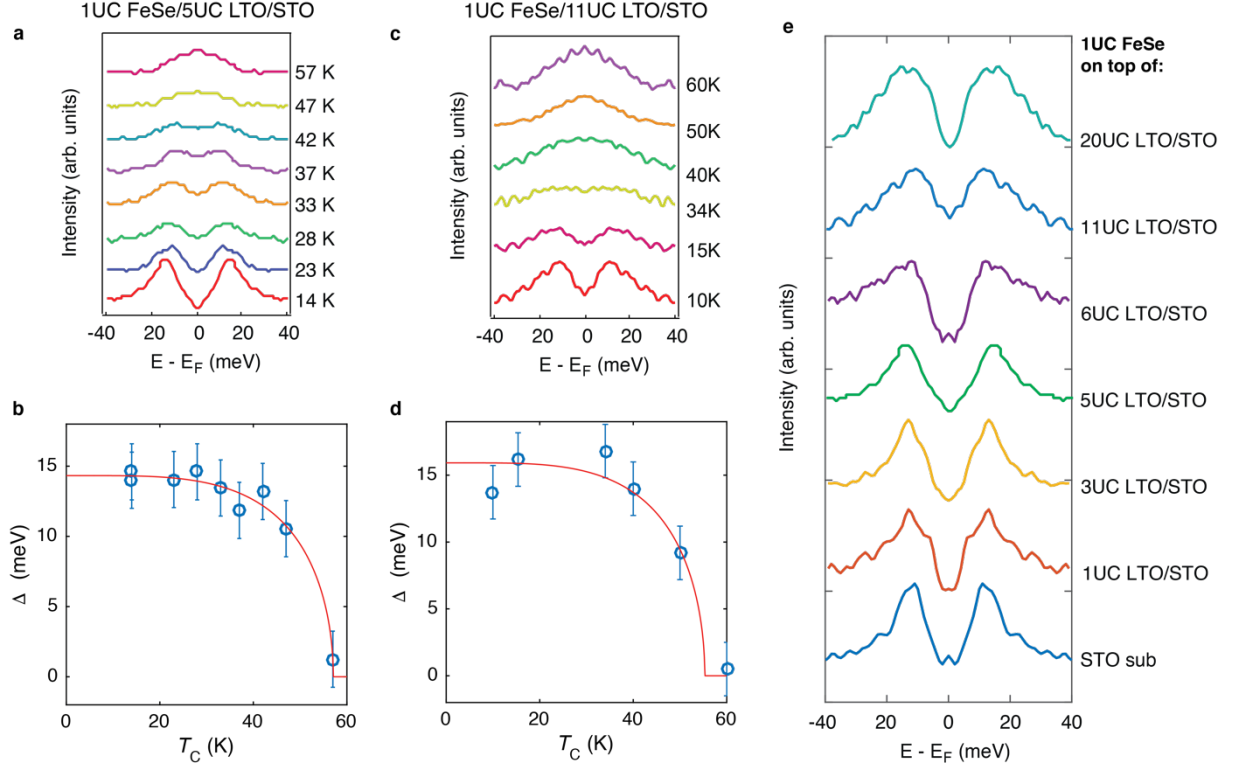 1UC FeSe/5UC LTO/STO
a
57 K
47 K
42 K
37 K
33 K
28 K
23 K
14 K
Intensity (arb. units)
-40 20 0 20 40
E - EF (meV)
1UC FeSe/11UC LTO/STO
c
60K
50K
40K
34K
15K
10K
Intensity (arb. units)
-40 20 0 20 40
E - EF (meV)
b
15
10
5
0
Δ (meV)
0 20 40 60
TC (K)
d
15
10
5
0
Δ (meV)
0 20 40 60
TC (K)
e
1UC FeSe
on top of:
20UC LTO/STO
11UC LTO/STO
6UC LTO/STO
5UC LTO/STO
3UC LTO/STO
1UC LTO/STO
STO sub
Intensity (arb. units)
-40 -20 0 20 40
E - EF (meV)